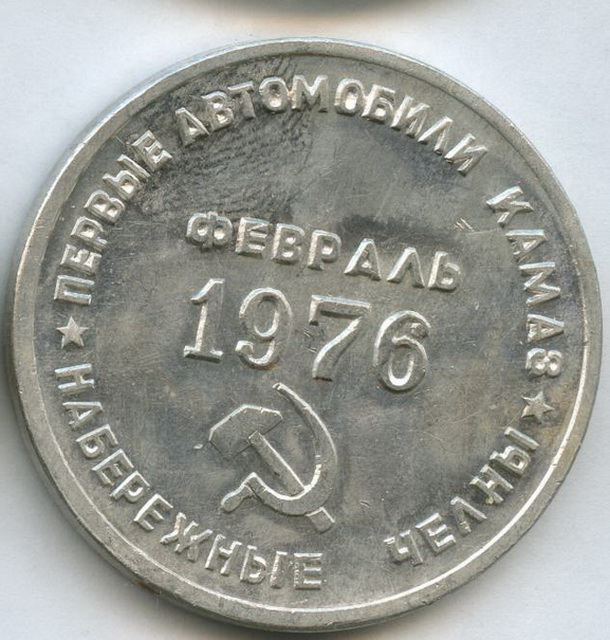 ПЕРВЫЕ АВТОМОБИЛИ КАМАЗ
ФЕВРАЛЬ
1976
НАБЕРЕЖНЫЕ ЧЕЛНЫ